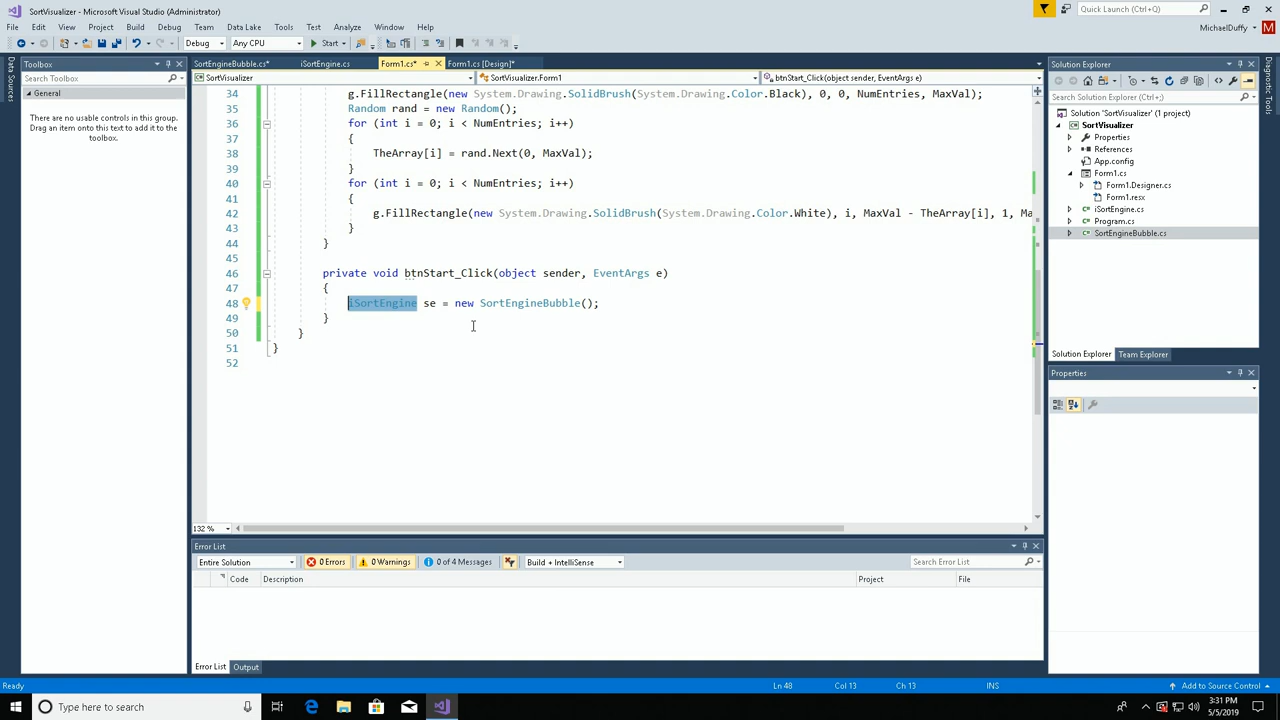 SortVisualizer - Microsoft Visual Studio (Administrator)
Quick Launch (Ctrl+Q)
File Edit View Project Build Debug Team Data Lake Tools Test Analyze Window Help
MichaelDuffy
Debug Any CPU Start
Toolbox
Search Toolbox
General
There are no usable controls in this group. Drag an item onto this text to add it to the toolbox.
Data Sources
SortEngineBubble.cs* iSortEngine.cs Form1.cs* Form1.cs [Design]*
SortVisualizer SortVisualizer.Form1 btnStart_Click(object sender, EventArgs e)
34 g.FillRectangle(new System.Drawing.SolidBrush(System.Drawing.Color.Black), 0, 0, NumEntries, MaxVal);
35 Random rand = new Random();
36 for (int i = 0; i < NumEntries; i++)
37 {
38 TheArray[i] = rand.Next(0, MaxVal);
39 }
40 for (int i = 0; i < NumEntries; i++)
41 {
42 g.FillRectangle(new System.Drawing.SolidBrush(System.Drawing.Color.White), i, MaxVal - TheArray[i], 1, Ma
43 }
44 }
45
46 private void btnStart_Click(object sender, EventArgs e)
47 {
48 iSortEngine se = new SortEngineBubble();
49 }
50 }
51 }
52
132 %
Error List
Entire Solution 0 Errors 0 Warnings 0 of 4 Messages Build + IntelliSense Search Error List
Code Description Project File
Error List Output
Solution Explorer
Search Solution Explorer (Ctrl+;)
Solution 'SortVisualizer' (1 project)
SortVisualizer
Properties
References
App.config
Form1.cs
Form1.Designer.cs
Form1.resx
iSortEngine.cs
Program.cs
SortEngineBubble.cs
Solution Explorer Team Explorer
Properties
Diagnostic Tools
Ready Ln 48 Col 13 Ch 13 INS Add to Source Control
Type here to search
3:31 PM
5/5/2019